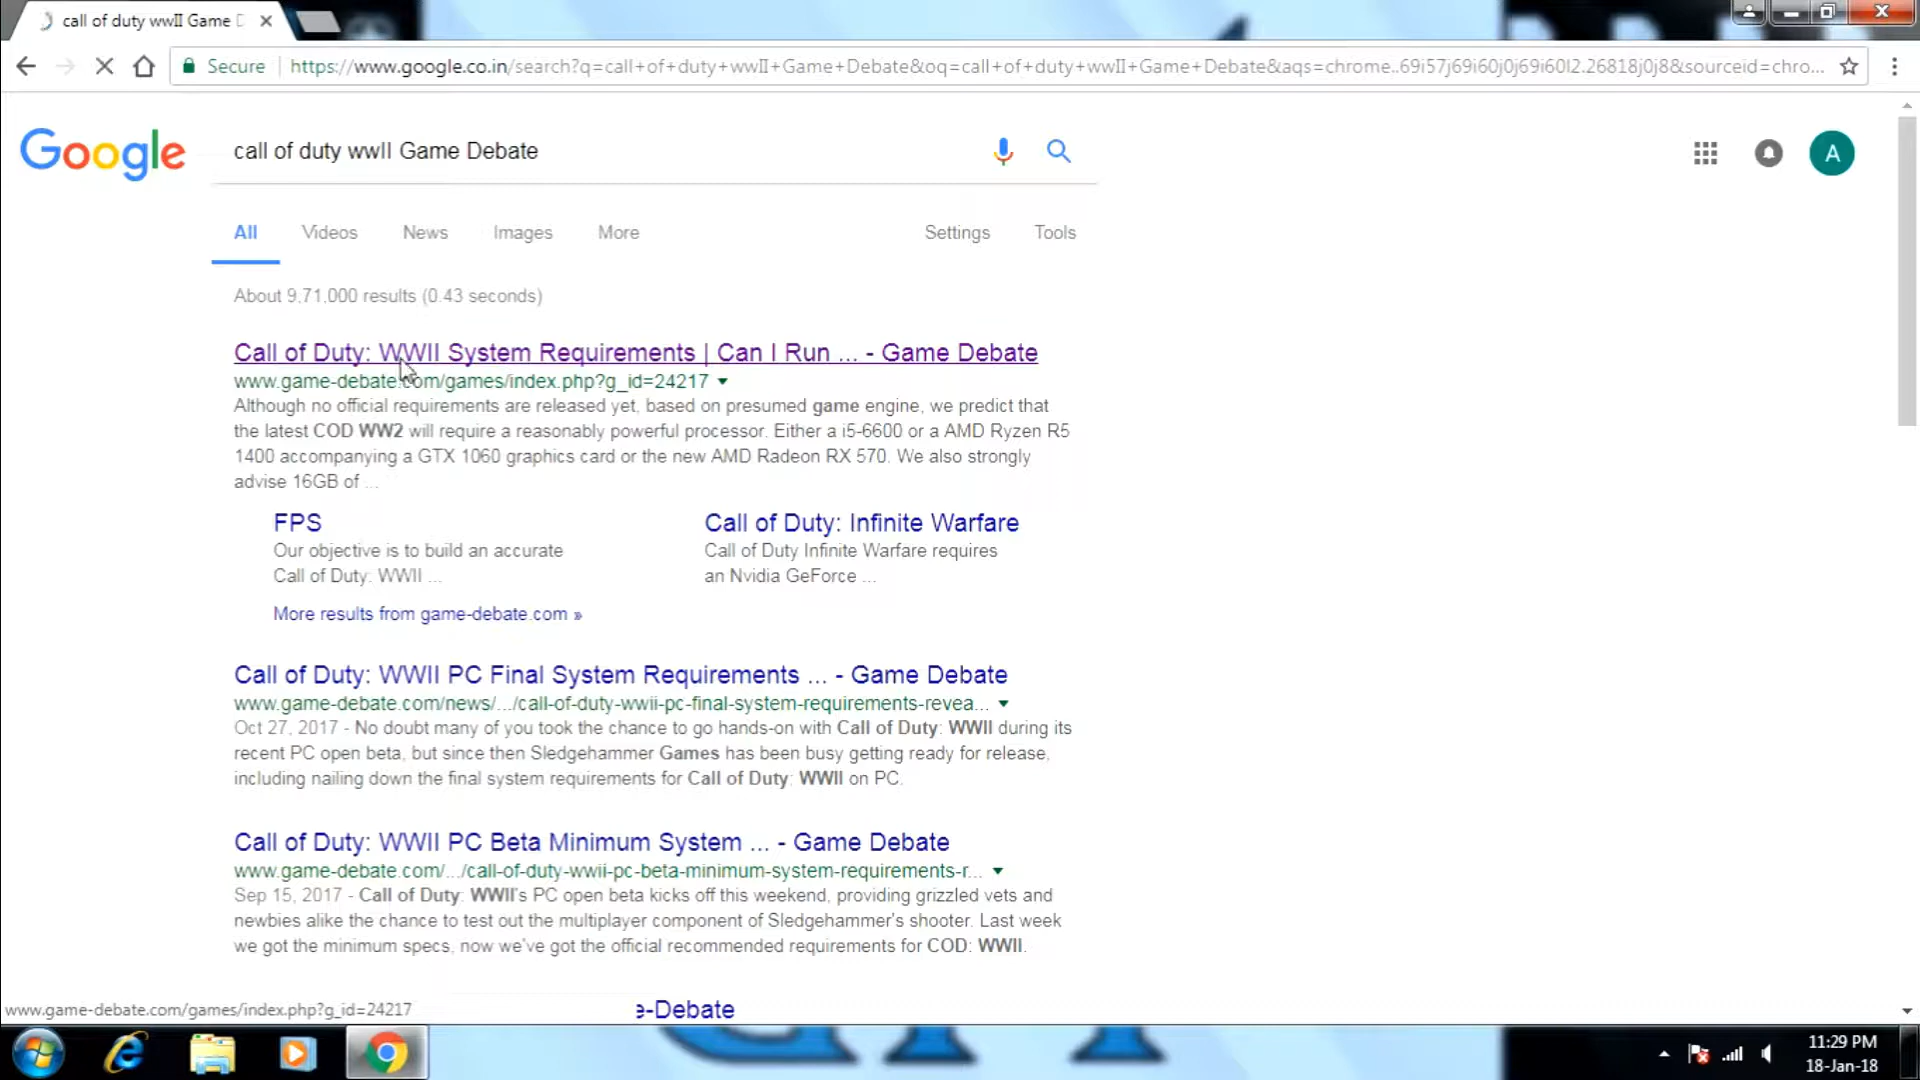 call of duty wwII Game D
Secure
https://www.google.co.in/search?q=call+of+duty+wwII+Game+Debate&oq=call+of+duty+wwII+Game+Debate&aqs=chrome..69i57j69i60j0j69i60l2.26818j0j8&sourceid=chro...
Google
call of duty wwII Game Debate
A
All Videos News Images More Settings Tools
About 9,71,000 results (0.43 seconds)
Call of Duty: WWII System Requirements | Can I Run ... - Game Debate
www.game-debate.com/games/index.php?g_id=24217
Although no official requirements are released yet, based on presumed game engine, we predict that
the latest COD WW2 will require a reasonably powerful processor. Either a i5-6600 or a AMD Ryzen R5
1400 accompanying a GTX 1060 graphics card or the new AMD Radeon RX 570. We also strongly
advise 16GB of ...
FPS
Our objective is to build an accurate
Call of Duty: WWII ...
Call of Duty: Infinite Warfare
Call of Duty Infinite Warfare requires
an Nvidia GeForce ...
More results from game-debate.com »
Call of Duty: WWII PC Final System Requirements ... - Game Debate
www.game-debate.com/news/.../call-of-duty-wwii-pc-final-system-requirements-revea...
Oct 27, 2017 - No doubt many of you took the chance to go hands-on with Call of Duty: WWII during its
recent PC open beta, but since then Sledgehammer Games has been busy getting ready for release,
including nailing down the final system requirements for Call of Duty: WWII on PC.
Call of Duty: WWII PC Beta Minimum System ... - Game Debate
www.game-debate.com/.../call-of-duty-wwii-pc-beta-minimum-system-requirements-r...
Sep 15, 2017 - Call of Duty: WWII's PC open beta kicks off this weekend, providing grizzled vets and
newbies alike the chance to test out the multiplayer component of Sledgehammer's shooter. Last week
we got the minimum specs, now we've got the official recommended requirements for COD: WWII.
www.game-debate.com/games/index.php?g_id=24217
e-Debate
11:29 PM
18-Jan-18